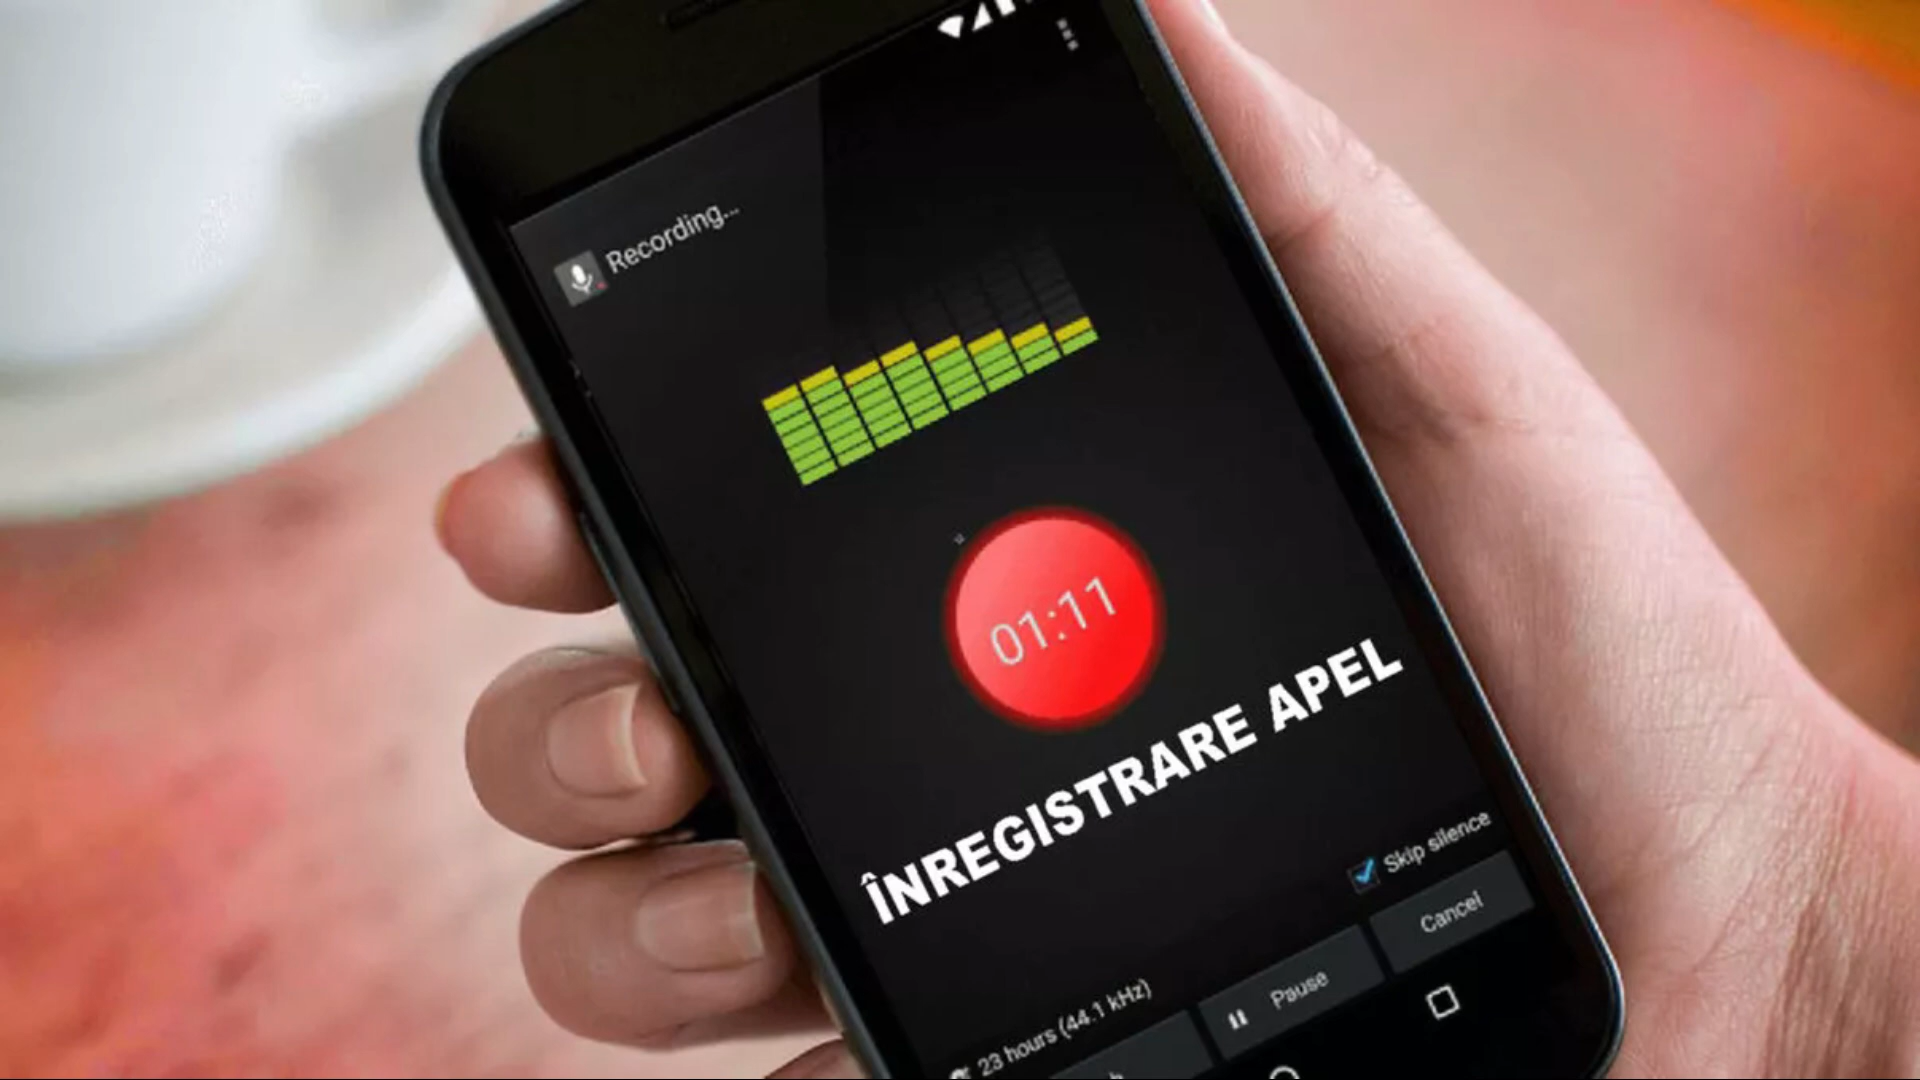 Recording...
01:11
ÎNREGISTRARE APEL
Skip silence
23 hours (44.1 kHz)
Pause
Cancel